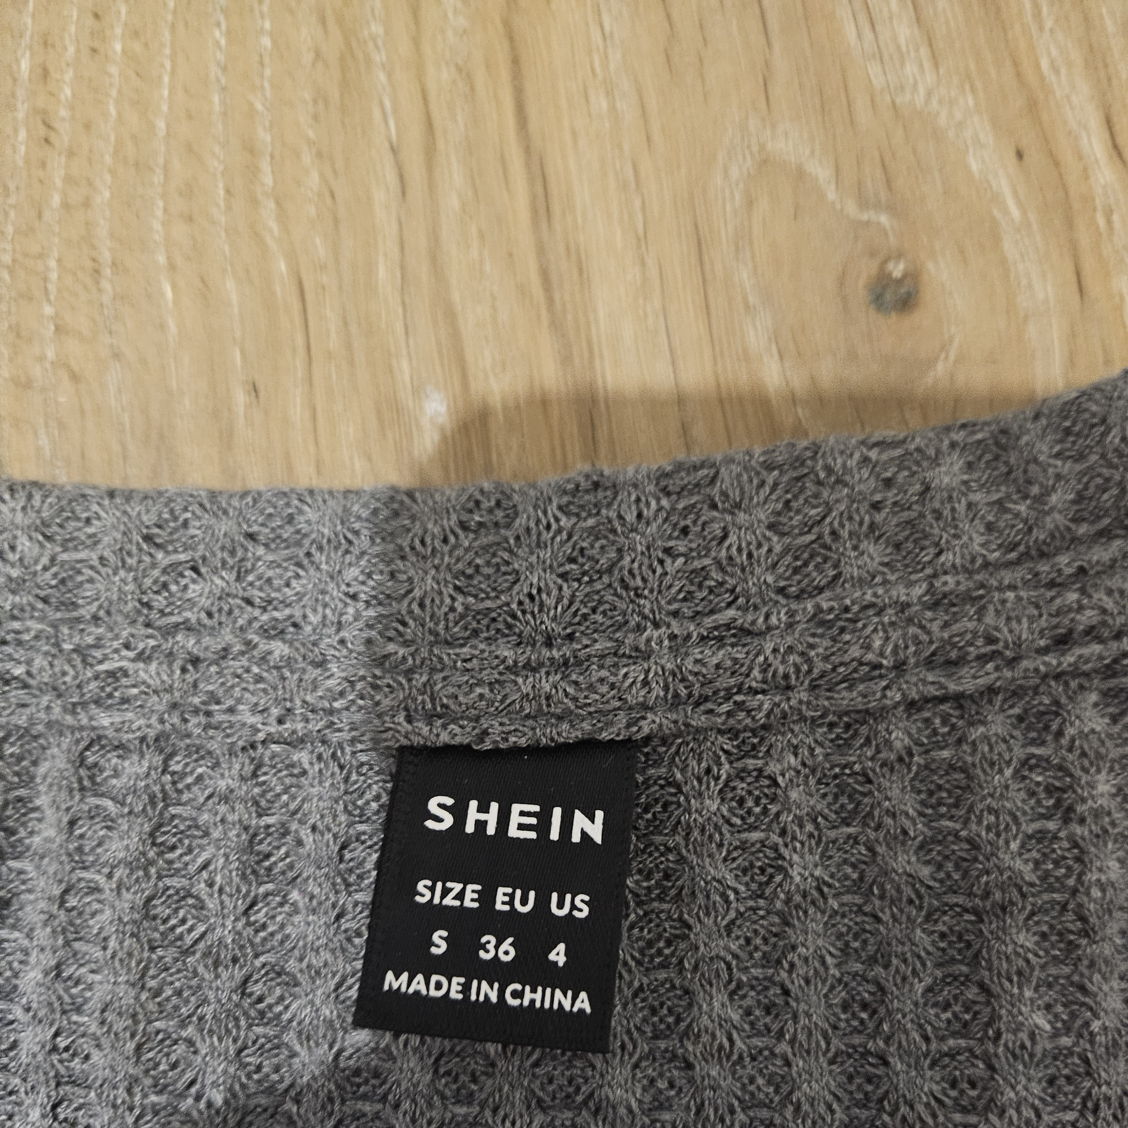 SHEIN
SIZE EU US
S 36 4
MADE IN CHINA